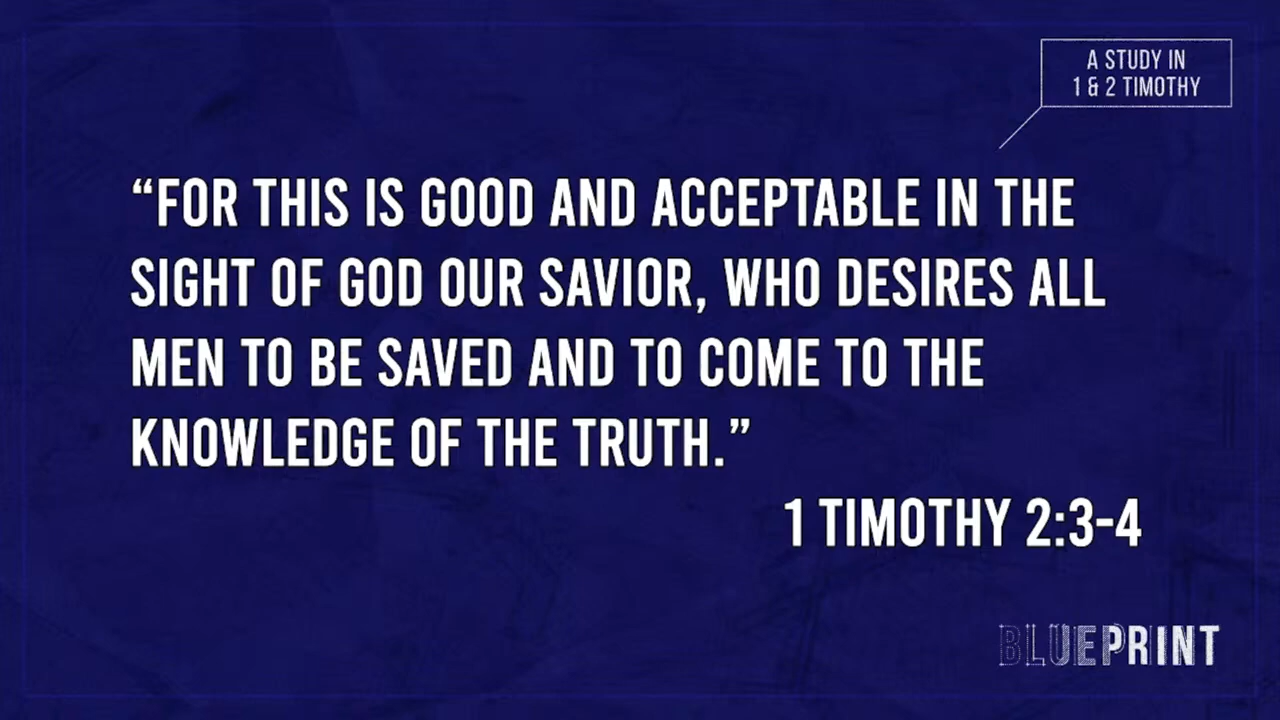 A STUDY IN
1 & 2 TIMOTHY
“FOR THIS IS GOOD AND ACCEPTABLE IN THE
SIGHT OF GOD OUR SAVIOR, WHO DESIRES ALL
MEN TO BE SAVED AND TO COME TO THE
KNOWLEDGE OF THE TRUTH.”
1 TIMOTHY 2:3-4
BLUEPRINT